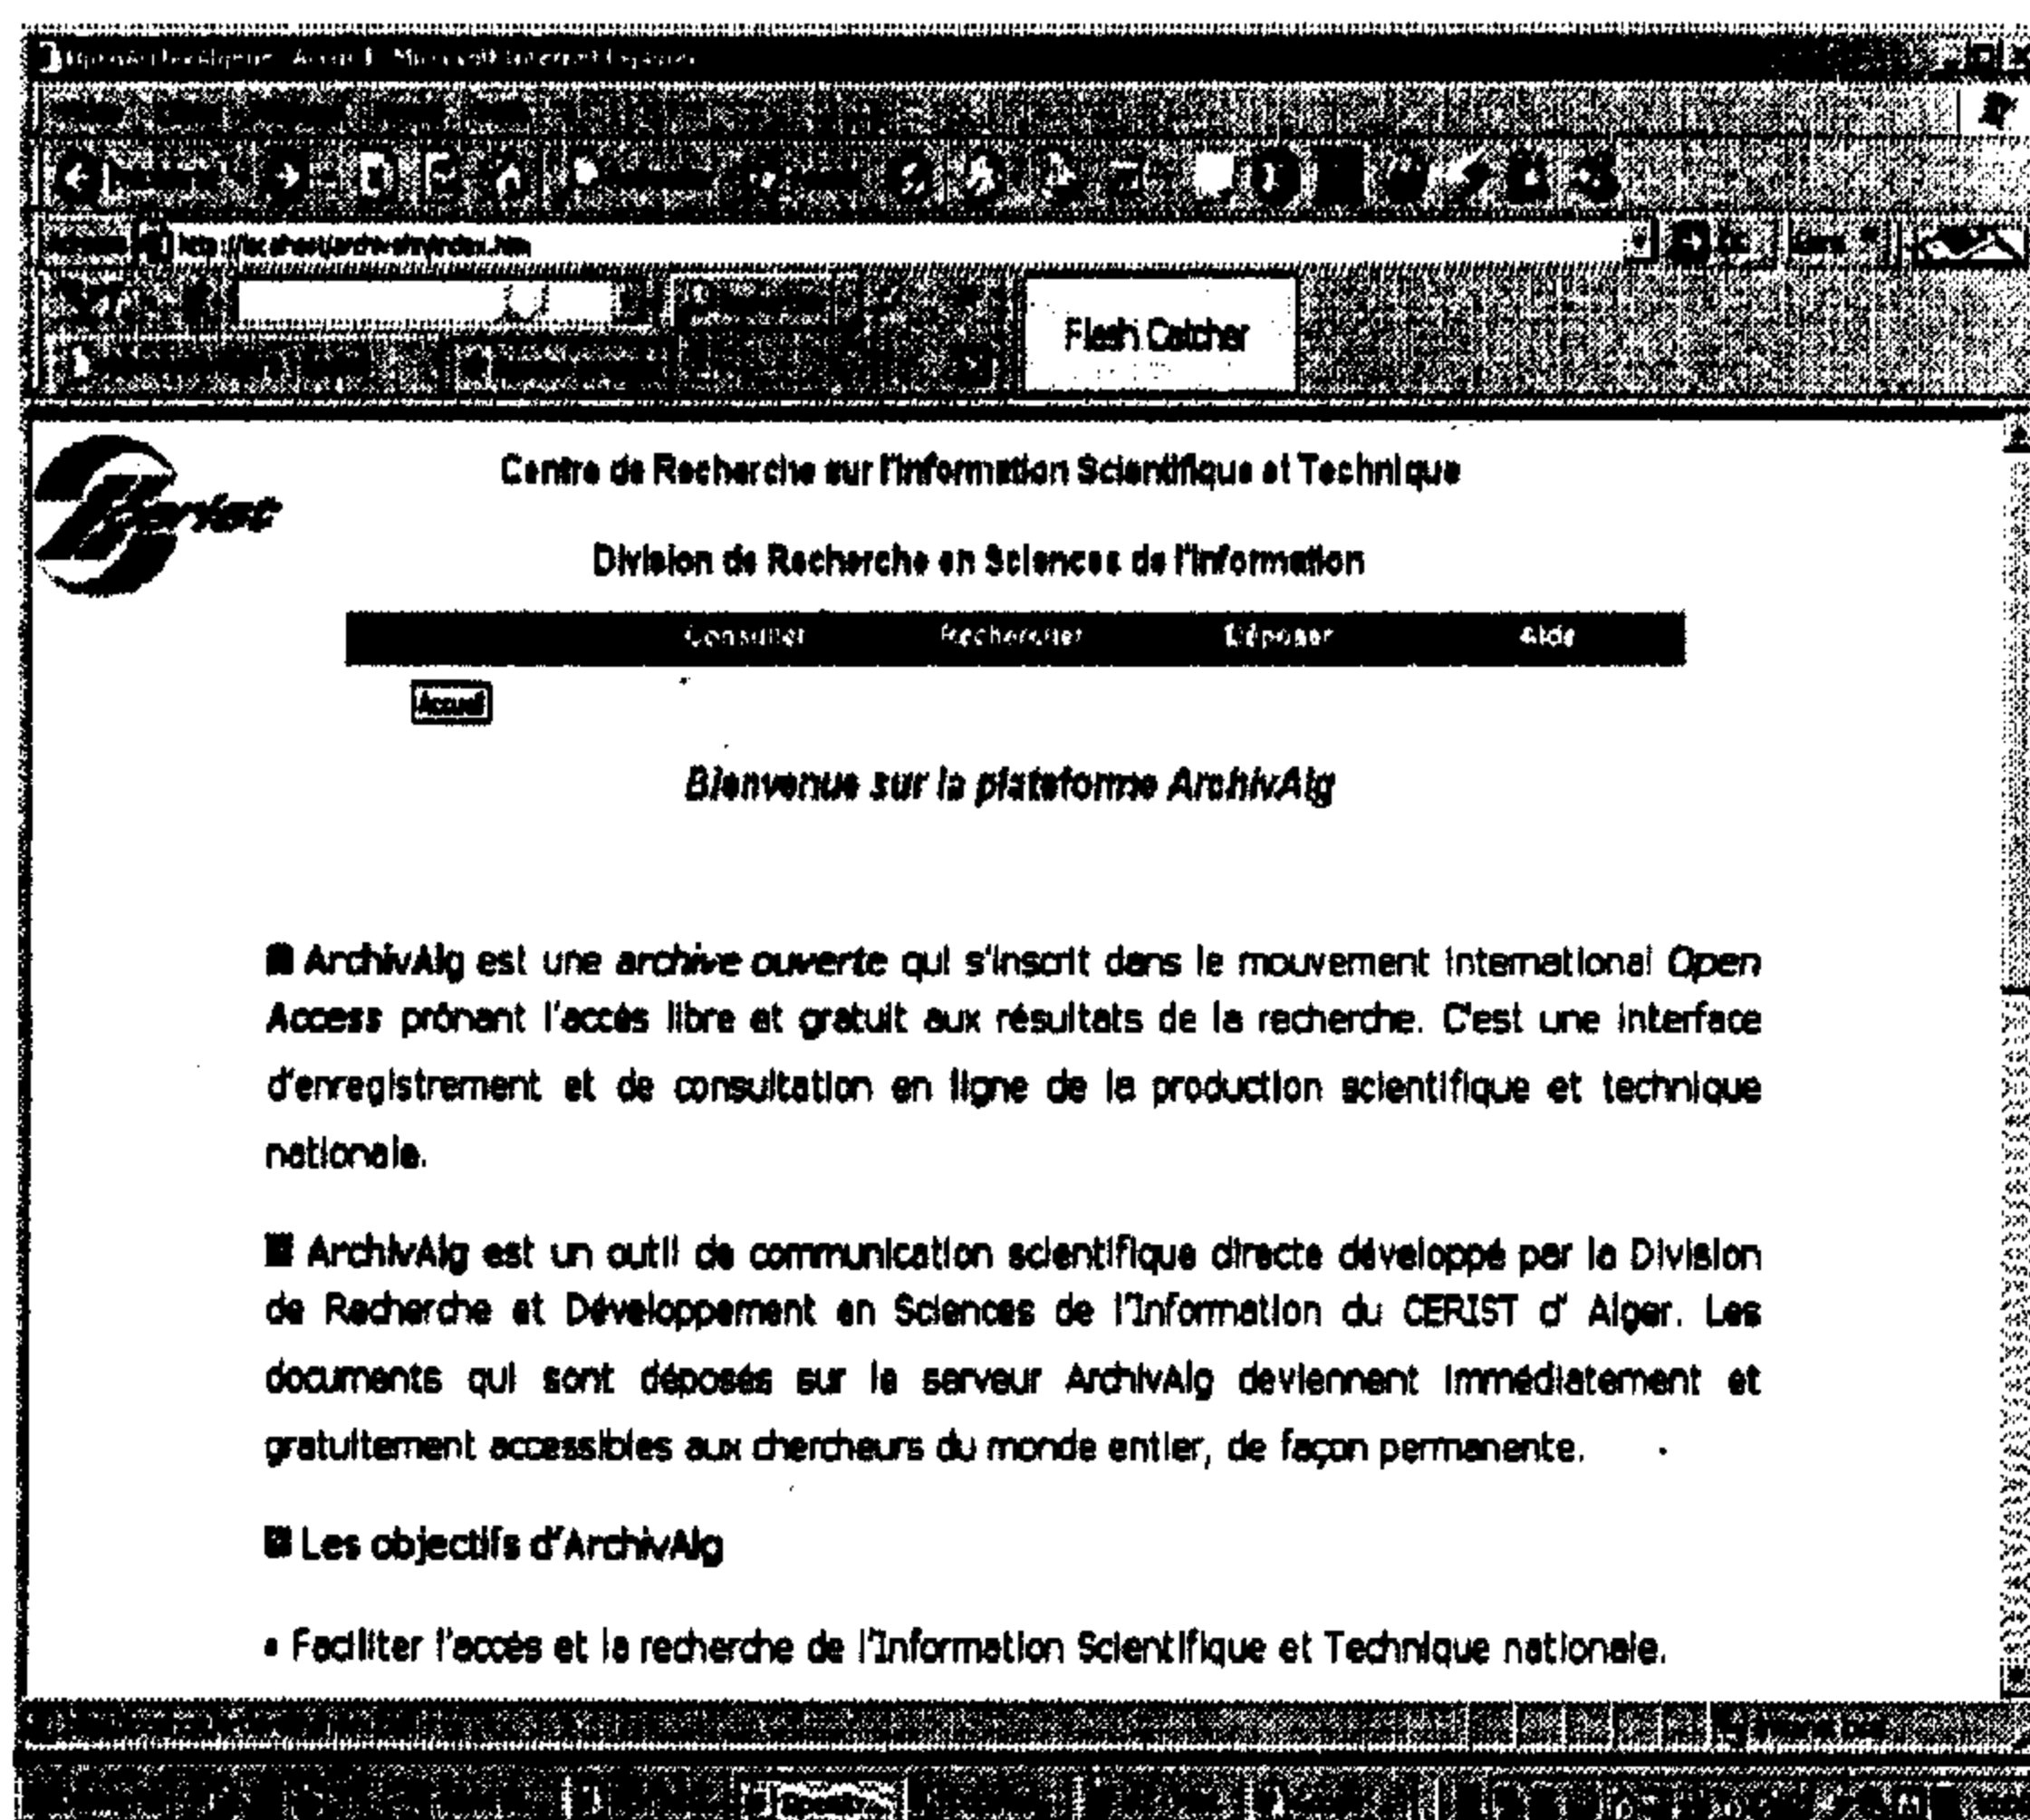 Microsoft Internet Explorer
Flash Catcher
Cerist
Centre de Recherche sur l'Information Scientifique et Technique
Division de Recherche en Sciences de l'Information
Consulter Rechercher Déposer Aide
Accueil
Bienvenue sur la plateforme ArchivAlg
ArchivAlg est une archive ouverte qui s'inscrit dans le mouvement international Open
Access prônant l'accès libre et gratuit aux résultats de la recherche. C'est une interface
d'enregistrement et de consultation en ligne de la production scientifique et technique
nationale.
ArchivAlg est un outil de communication scientifique directe développé par la Division
de Recherche et Développement en Sciences de l'Information du CERIST d' Alger. Les
documents qui sont déposés sur le serveur ArchivAlg deviennent immédiatement et
gratuitement accessibles aux chercheurs du monde entier, de façon permanente.
Les objectifs d'ArchivAlg
• Faciliter l'accès et la recherche de l'Information Scientifique et Technique nationale.